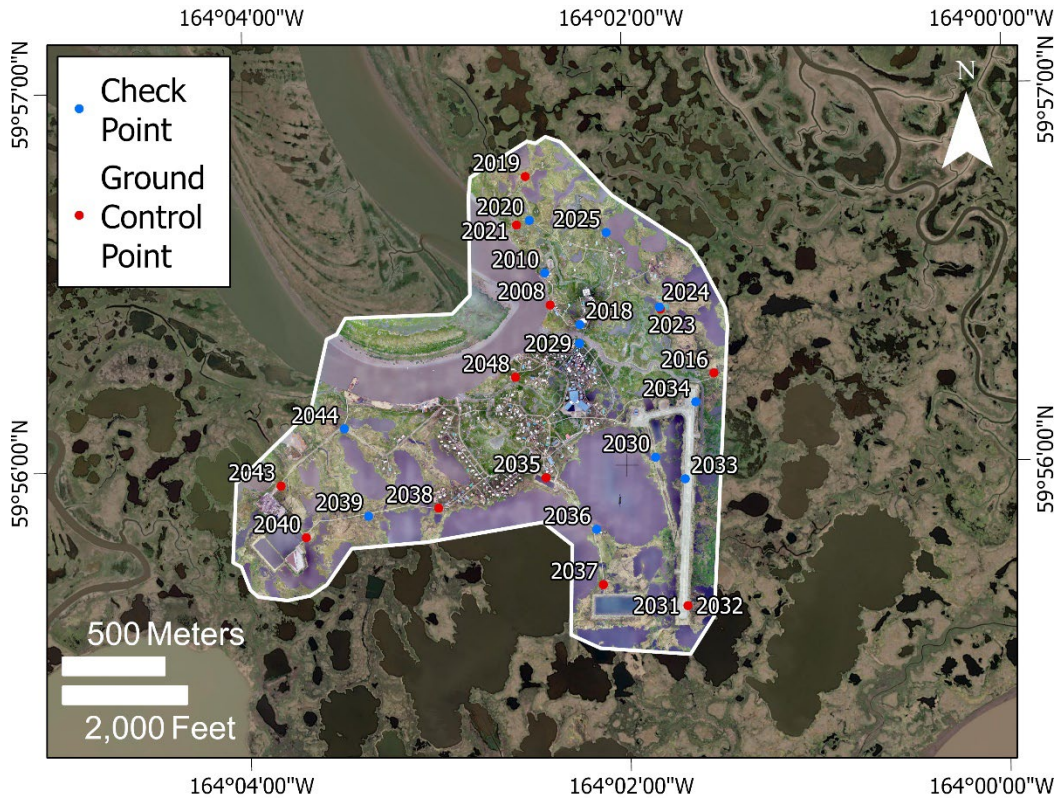 164°04'00"W 164°02'00"W 164°00'00"W
59°57'00"N
59°57'00"N
Check
Point
Ground
Control
Point
N
2019
2020
2021
2025
2010
2008
2024
2018
2023
2029
2016
2048
2034
2044
2030
2033
2035
2043
2038
2039
2036
2040
2037
2031 2032
59°56'00"N
59°56'00"N
500 Meters
2,000 Feet
164°04'00"W 164°02'00"W 164°00'00"W